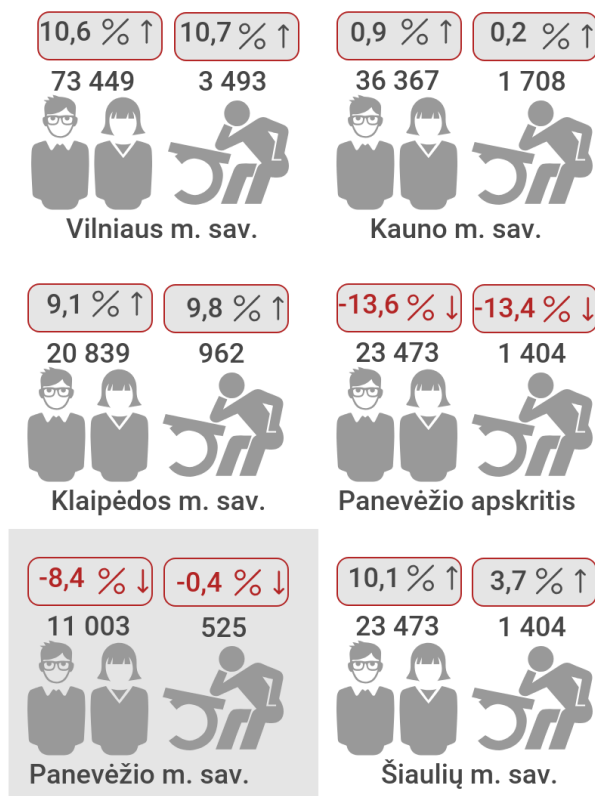 10,6 % ↑ 10,7 % ↑
73 449 3 493
Vilniaus m. sav.
0,9 % ↑ 0,2 % ↑
36 367 1 708
Kauno m. sav.
9,1 % ↑ 9,8 % ↑
20 839 962
Klaipėdos m. sav.
-13,6 % ↓ -13,4 % ↓
23 473 1 404
Panevėžio apskritis
-8,4 % ↓ -0,4 % ↓
11 003 525
Panevėžio m. sav.
10,1 % ↑ 3,7 % ↑
23 473 1 404
Šiaulių m. sav.